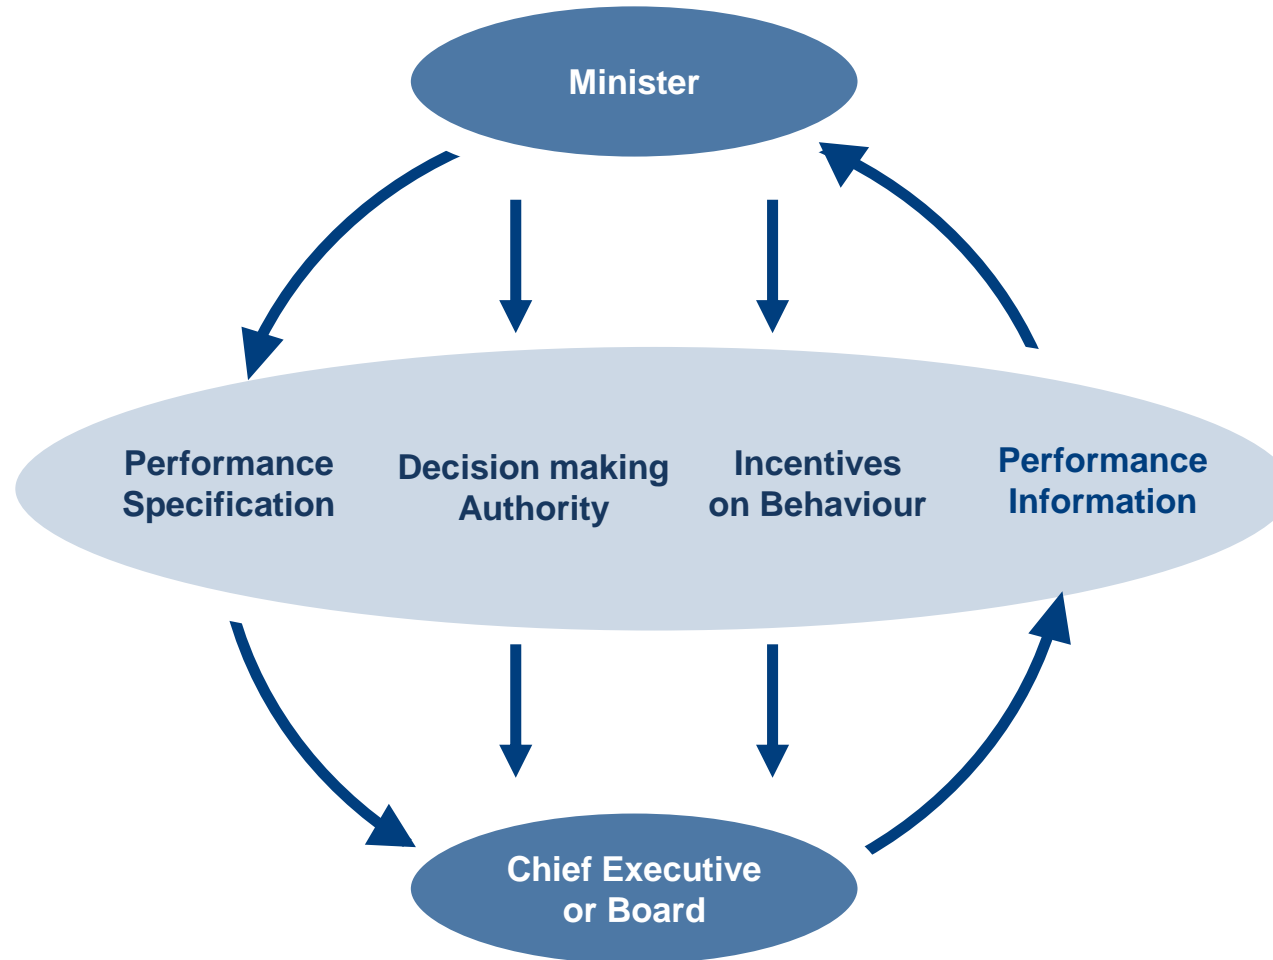 Minister
Performance
Specification
Decision making
Authority
Incentives
on Behaviour
Performance
Information
Chief Executive
or Board